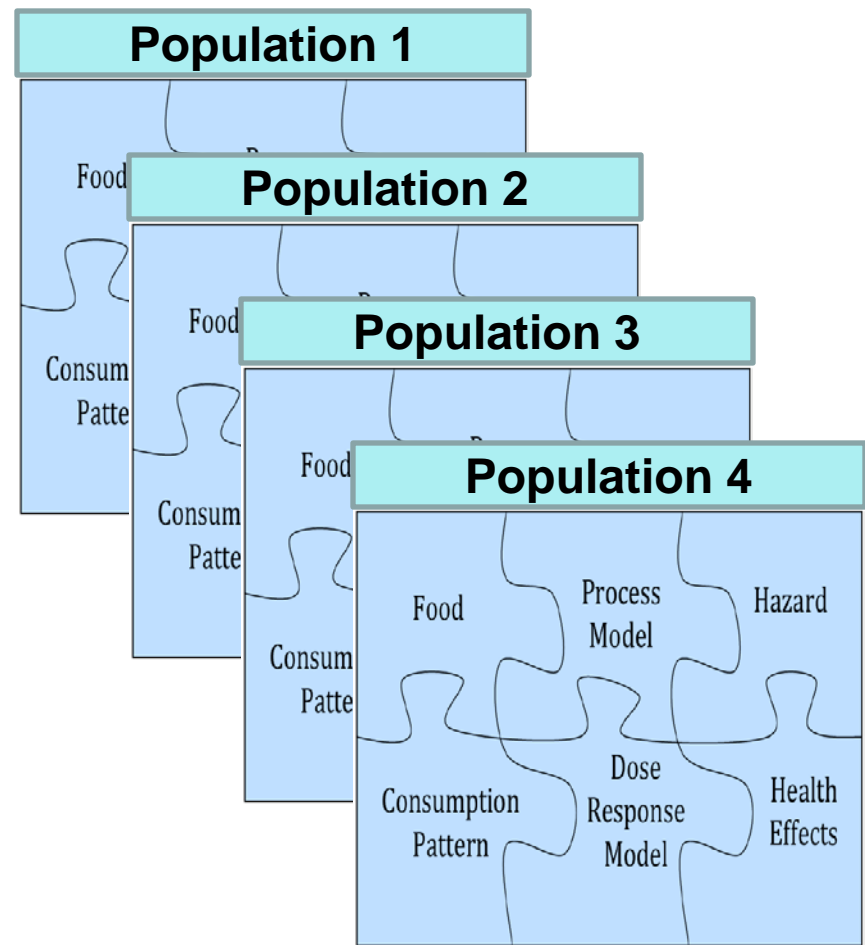 Population 1
Food
Consum
Patte
Population 2
Food
Consum
Patte
Population 3
Food
Consum
Patte
Population 4
Food
Process
Model
Hazard
Consumption
Pattern
Dose
Response
Model
Health
Effects